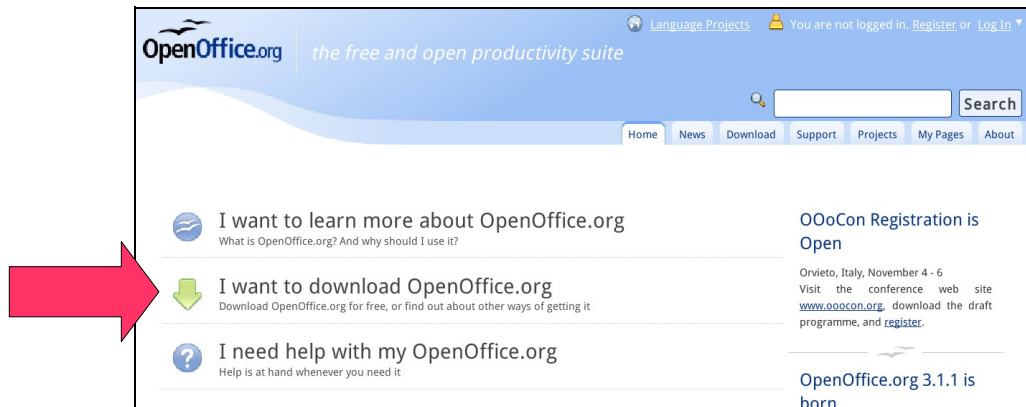 Language Projects You are not logged in. Register or Log In
OpenOffice.org the free and open productivity suite
Search
Home News Download Support Projects My Pages About
I want to learn more about OpenOffice.org
What is OpenOffice.org? And why should I use it?
I want to download OpenOffice.org
Download OpenOffice.org for free, or find out about other ways of getting it
I need help with my OpenOffice.org
Help is at hand whenever you need it
OOoCon Registration is
Open
Orvieto, Italy, November 4 - 6
Visit the conference web site
www.ooocon.org, download the draft
programme, and register.
OpenOffice.org 3.1.1 is
born